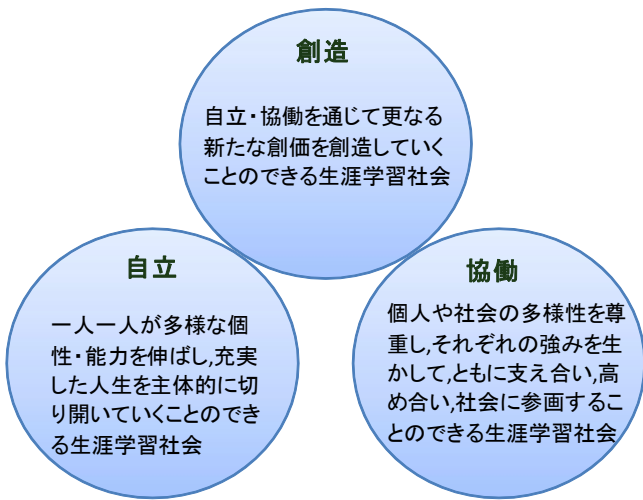 創造
自立・協働を通じて更なる
新たな創価を創造していく
ことのできる生涯学習社会
自立
一人一人が多様な個
性・能力を伸ばし,充実
した人生を主体的に切
り開いていくことのでき
る生涯学習社会
協働
個人や社会の多様性を尊
重し,それぞれの強みを生
かして,ともに支え合い,高
め合い,社会に参画するこ
とのできる生涯学習社会